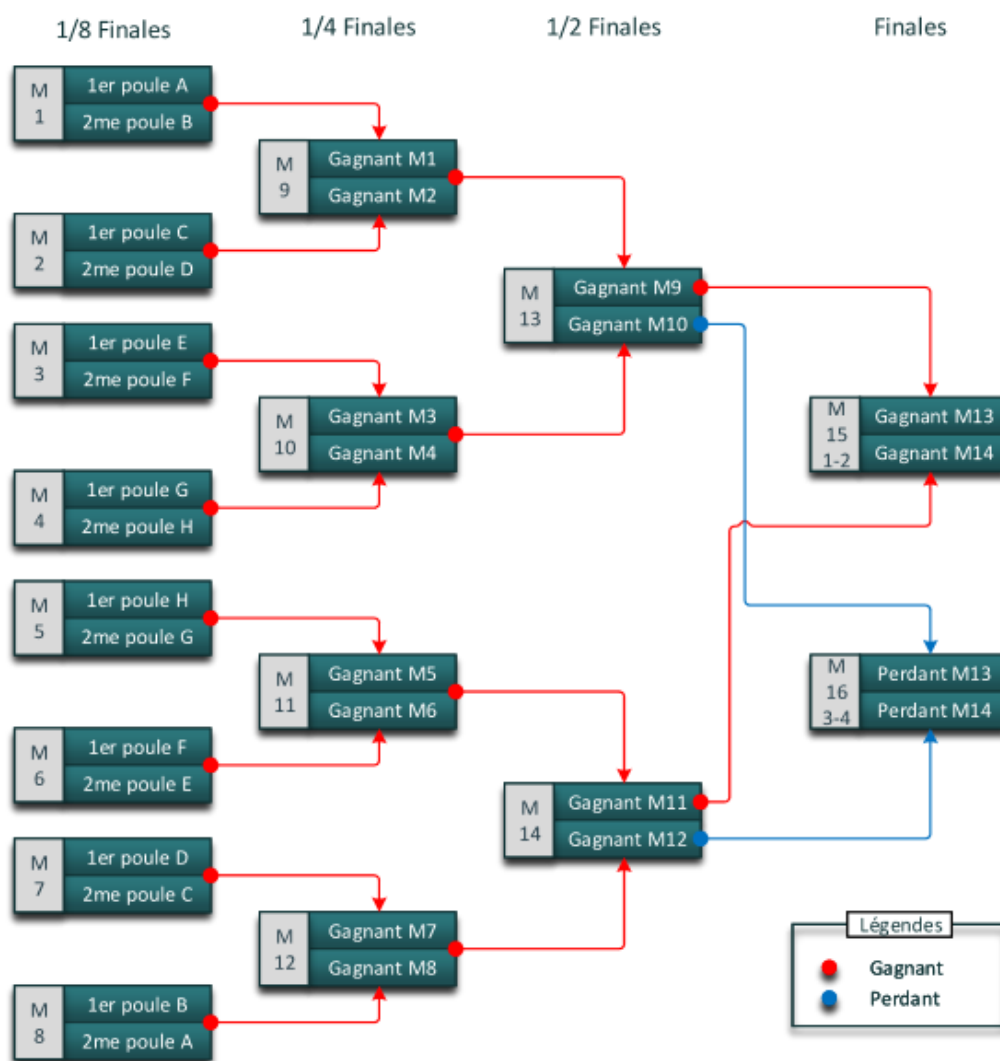 1/8 Finales
1/4 Finales
1/2 Finales
Finales
M
1
1er poule A
2me poule B
M
2
1er poule C
2me poule D
M
3
1er poule E
2me poule F
M
4
1er poule G
2me poule H
M
5
1er poule H
2me poule G
M
6
1er poule F
2me poule E
M
7
1er poule D
2me poule C
M
8
1er poule B
2me poule A
M
9
Gagnant M1
Gagnant M2
M
10
Gagnant M3
Gagnant M4
M
11
Gagnant M5
Gagnant M6
M
12
Gagnant M7
Gagnant M8
M
13
Gagnant M9
Gagnant M10
M
14
Gagnant M11
Gagnant M12
M
15
1-2
Gagnant M13
Gagnant M14
M
16
3-4
Perdant M13
Perdant M14
Légendes
Gagnant
Perdant